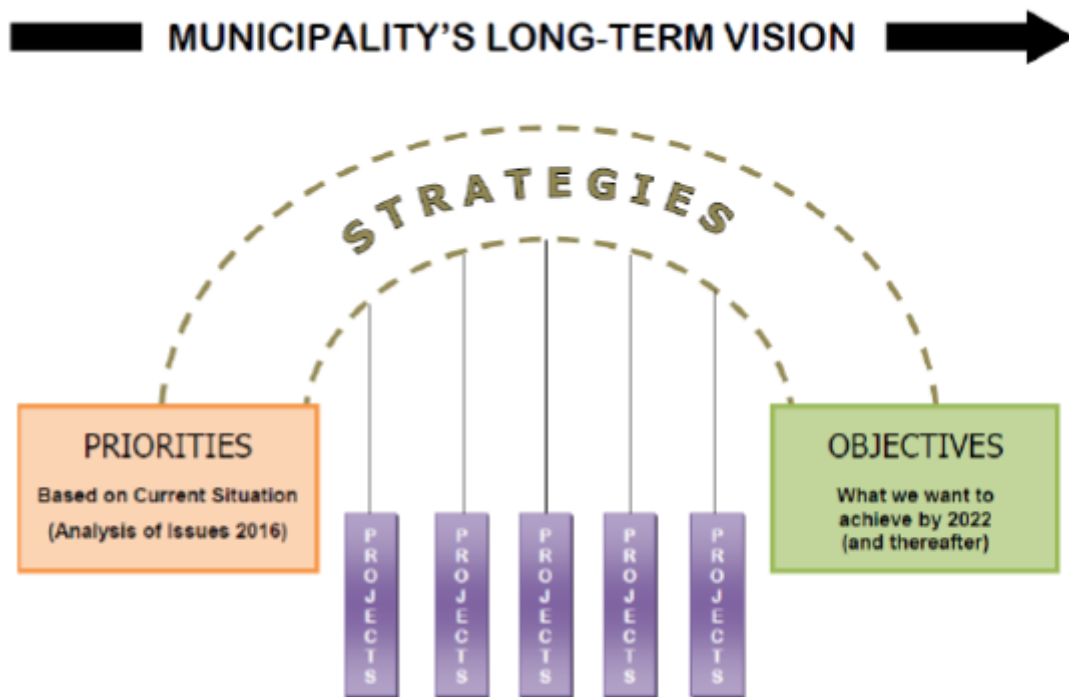 MUNICIPALITY'S LONG-TERM VISION
STRATEGIES
PRIORITIES
Based on Current Situation
(Analysis of Issues 2016)
OBJECTIVES
What we want to
achieve by 2022
(and thereafter)
PROJECTS
PROJECTS
PROJECTS
PROJECTS
PROJECTS